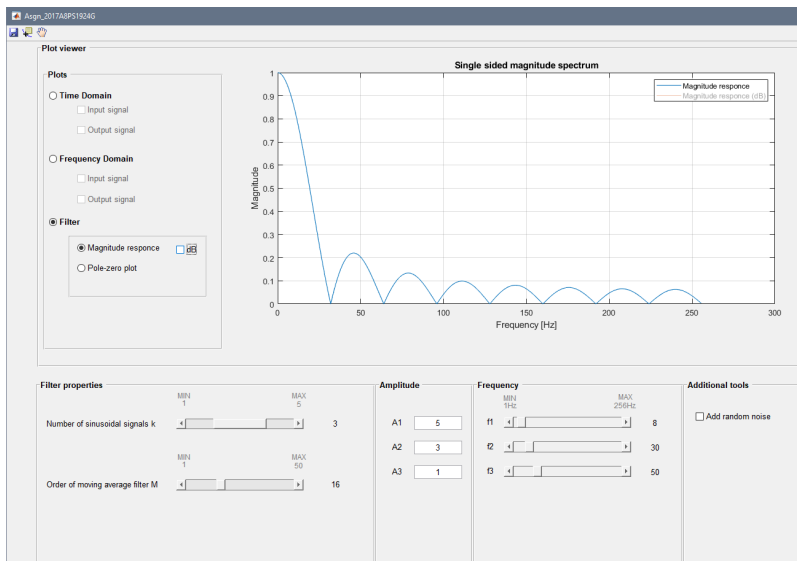 Asgn_2017A8PS1924G
Plot viewer
Plots
Time Domain
Input signal
Output signal
Frequency Domain
Input signal
Output signal
Filter
Magnitude responce
dB
Pole-zero plot
Single sided magnitude spectrum
Magnitude responce
Magnitude responce (dB)
1
0.9
0.8
0.7
0.6
0.5
0.4
0.3
0.2
0.1
0
Magnitude
0 50 100 150 200 250 300
Frequency [Hz]
Filter properties
MIN MAX
1 5
Number of sinusoidal signals k 3
MIN MAX
1 50
Order of moving average filter M 16
Amplitude
A1 5
A2 3
A3 1
Frequency
MIN MAX
1Hz 256Hz
f1 8
f2 30
f3 50
Additional tools
Add random noise